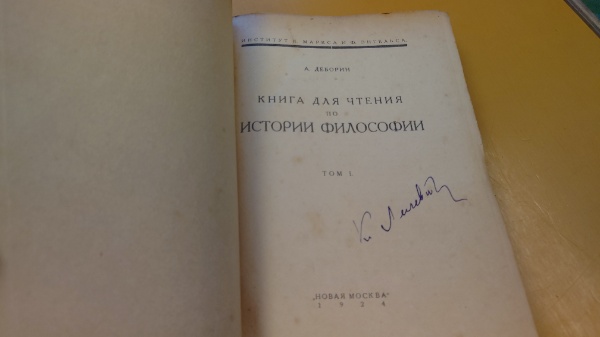 ИНСТИТУТ К. МАРКСА И Ф. ЭНГЕЛЬСА
А. ДЕБОРИН
КНИГА ДЛЯ ЧТЕНИЯ
ПО
ИСТОРИИ ФИЛОСОФИИ
ТОМ I.
„НОВАЯ МОСКВА"
1924